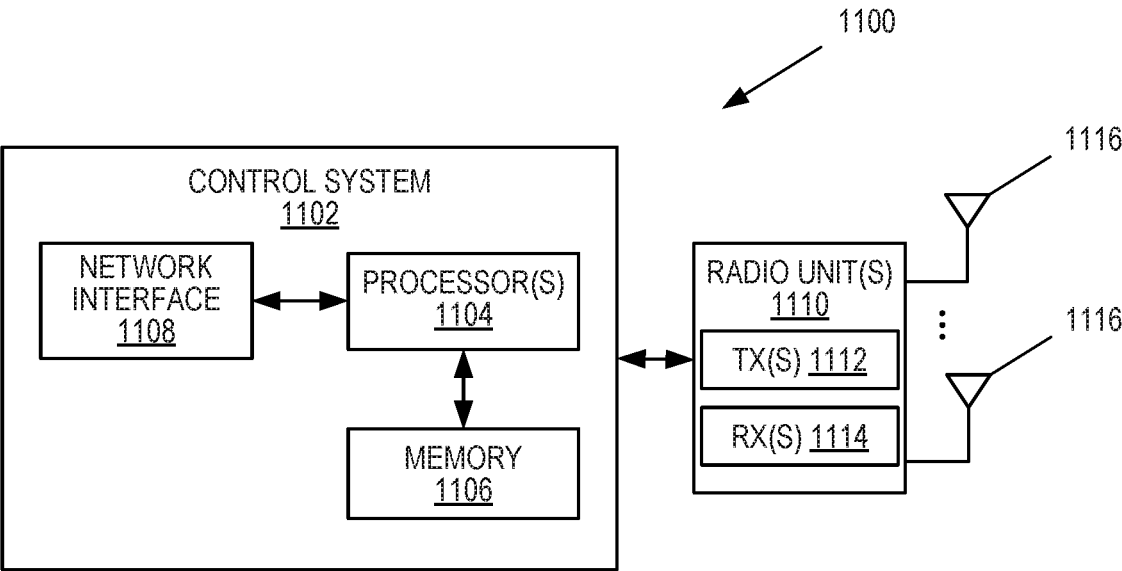 1100
1116
CONTROL SYSTEM
1102
NETWORK
INTERFACE
1108
PROCESSOR(S)
1104
MEMORY
1106
RADIO UNIT(S)
1110
TX(S) 1112
RX(S) 1114
1116